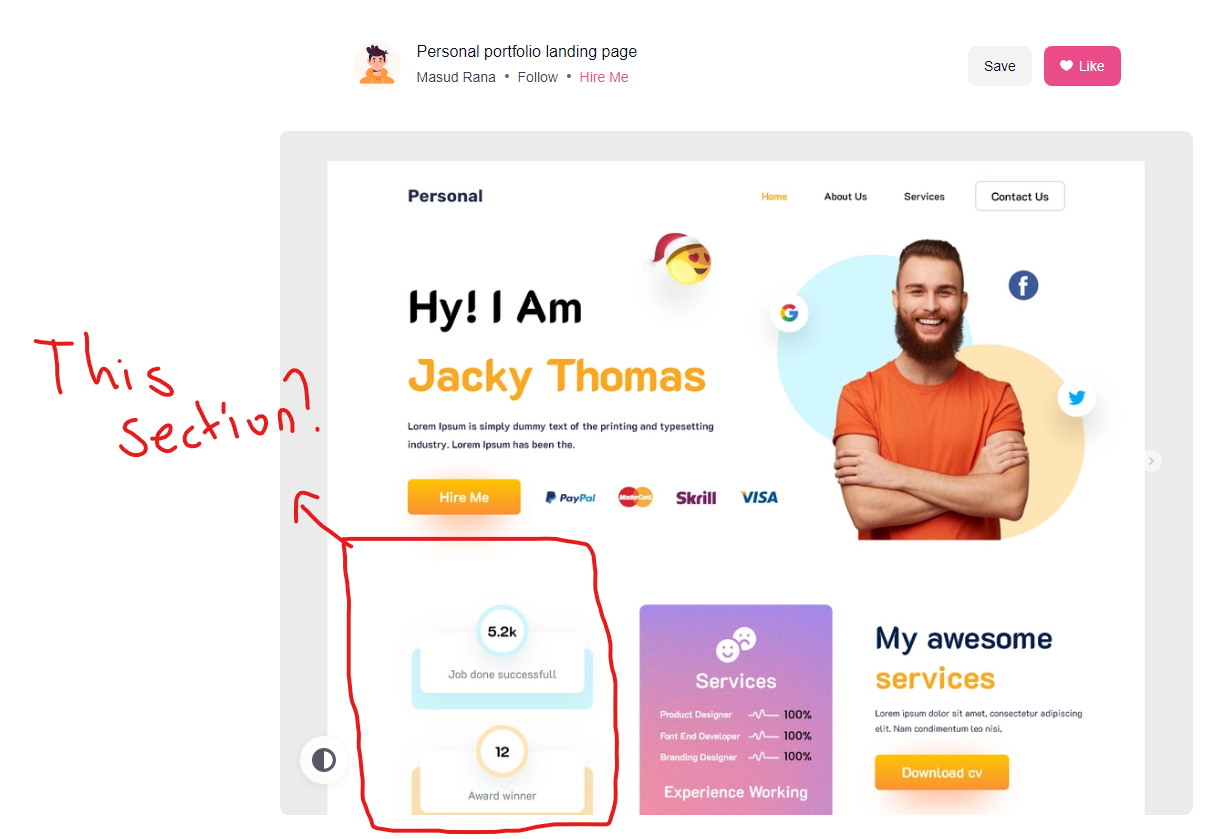 Personal portfolio landing page
Masud Rana • Follow • Hire Me
Save
Like
Personal
Home
About Us
Services
Contact Us
Hy! I Am
Jacky Thomas
Lorem Ipsum is simply dummy text of the printing and typesetting
industry. Lorem Ipsum has been the.
Hire Me
PayPal
MasterCard
Skrill
VISA
This
section?
5.2k
Job done successfull
12
Award winner
Services
Product Designer 100%
Font End Developer 100%
Branding Designer 100%
Experience Working
My awesome
services
Lorem ipsum dolor sit amet, consectetur adipiscing
elit. Nam condimentum leo nisi,
Download cv